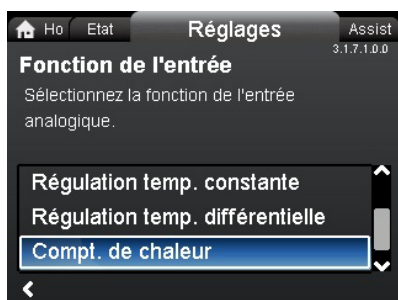 Ho Etat Réglages Assist
3.1.7.1.0.0
Fonction de l'entrée
Sélectionnez la fonction de l'entrée
analogique.
Régulation temp. constante
Régulation temp. différentielle
Compt. de chaleur